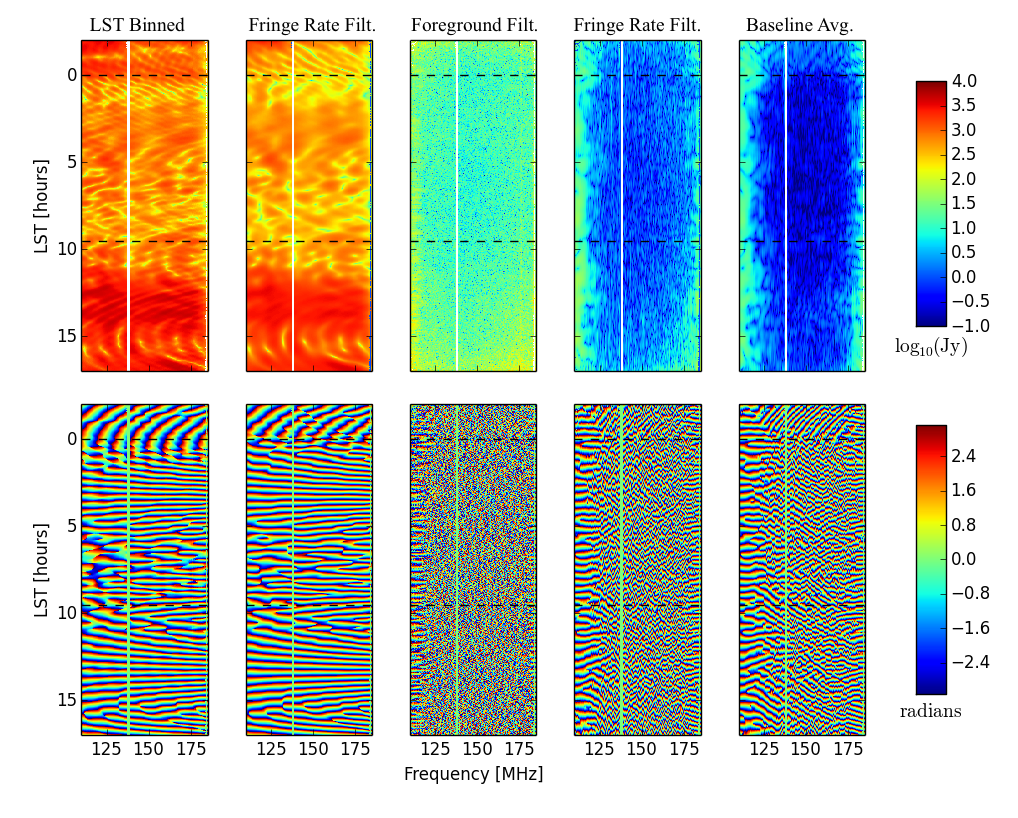 LST Binned
Fringe Rate Filt.
Foreground Filt.
Fringe Rate Filt.
Baseline Avg.
LST [hours]
0
5
10
15
4.0
3.5
3.0
2.5
2.0
1.5
1.0
0.5
0.0
−0.5
−1.0
log10(Jy)
LST [hours]
0
5
10
15
2.4
1.6
0.8
0.0
−0.8
−1.6
−2.4
radians
125 150 175
125 150 175
125 150 175
125 150 175
125 150 175
Frequency [MHz]